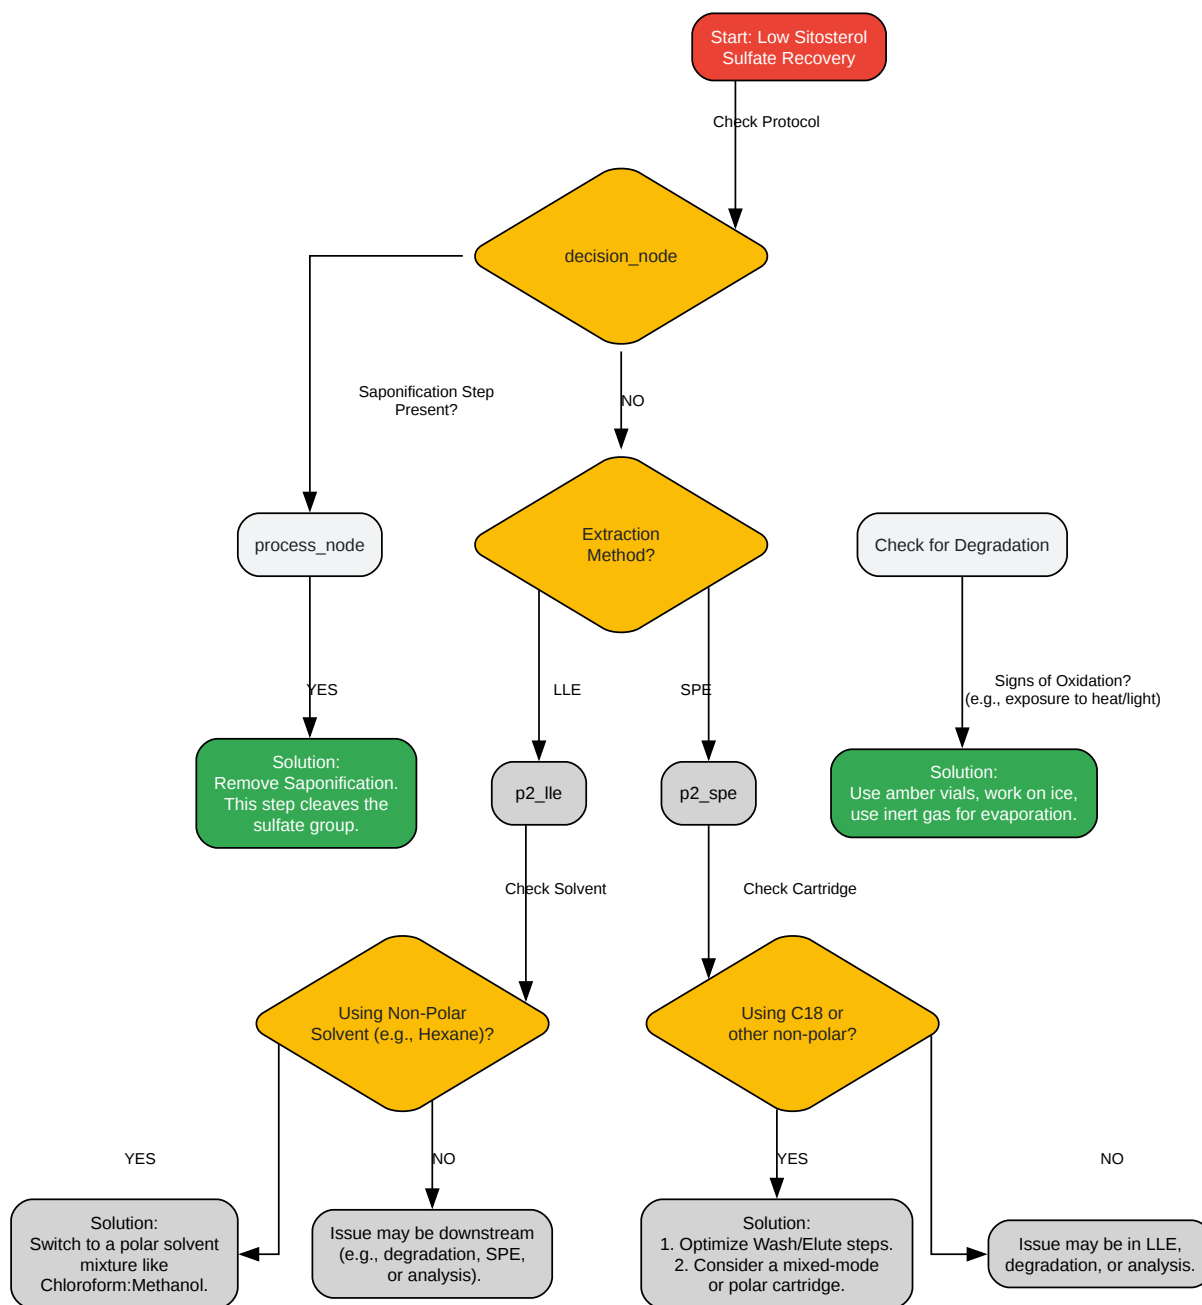 Start: Low Sitosterol
Sulfate Recovery
Check Protocol
decision_node
Saponification Step
Present?
NO
process_node
Extraction
Method?
Check for Degradation
YES
LLE
SPE
Signs of Oxidation?
(e.g., exposure to heat/light)
Solution:
Remove Saponification.
This step cleaves the
sulfate group.
p2_lle
p2_spe
Solution:
Use amber vials, work on ice,
use inert gas for evaporation.
Check Solvent
Check Cartridge
Using Non-Polar
Solvent (e.g., Hexane)?
Using C18 or
other non-polar?
YES
NO
YES
NO
Solution:
Switch to a polar solvent
mixture like
Chloroform:Methanol.
Issue may be downstream
(e.g., degradation, SPE,
or analysis).
Solution:
1. Optimize Wash/Elute steps.
2. Consider a mixed-mode
or polar cartridge.
Issue may be in LLE,
degradation, or analysis.